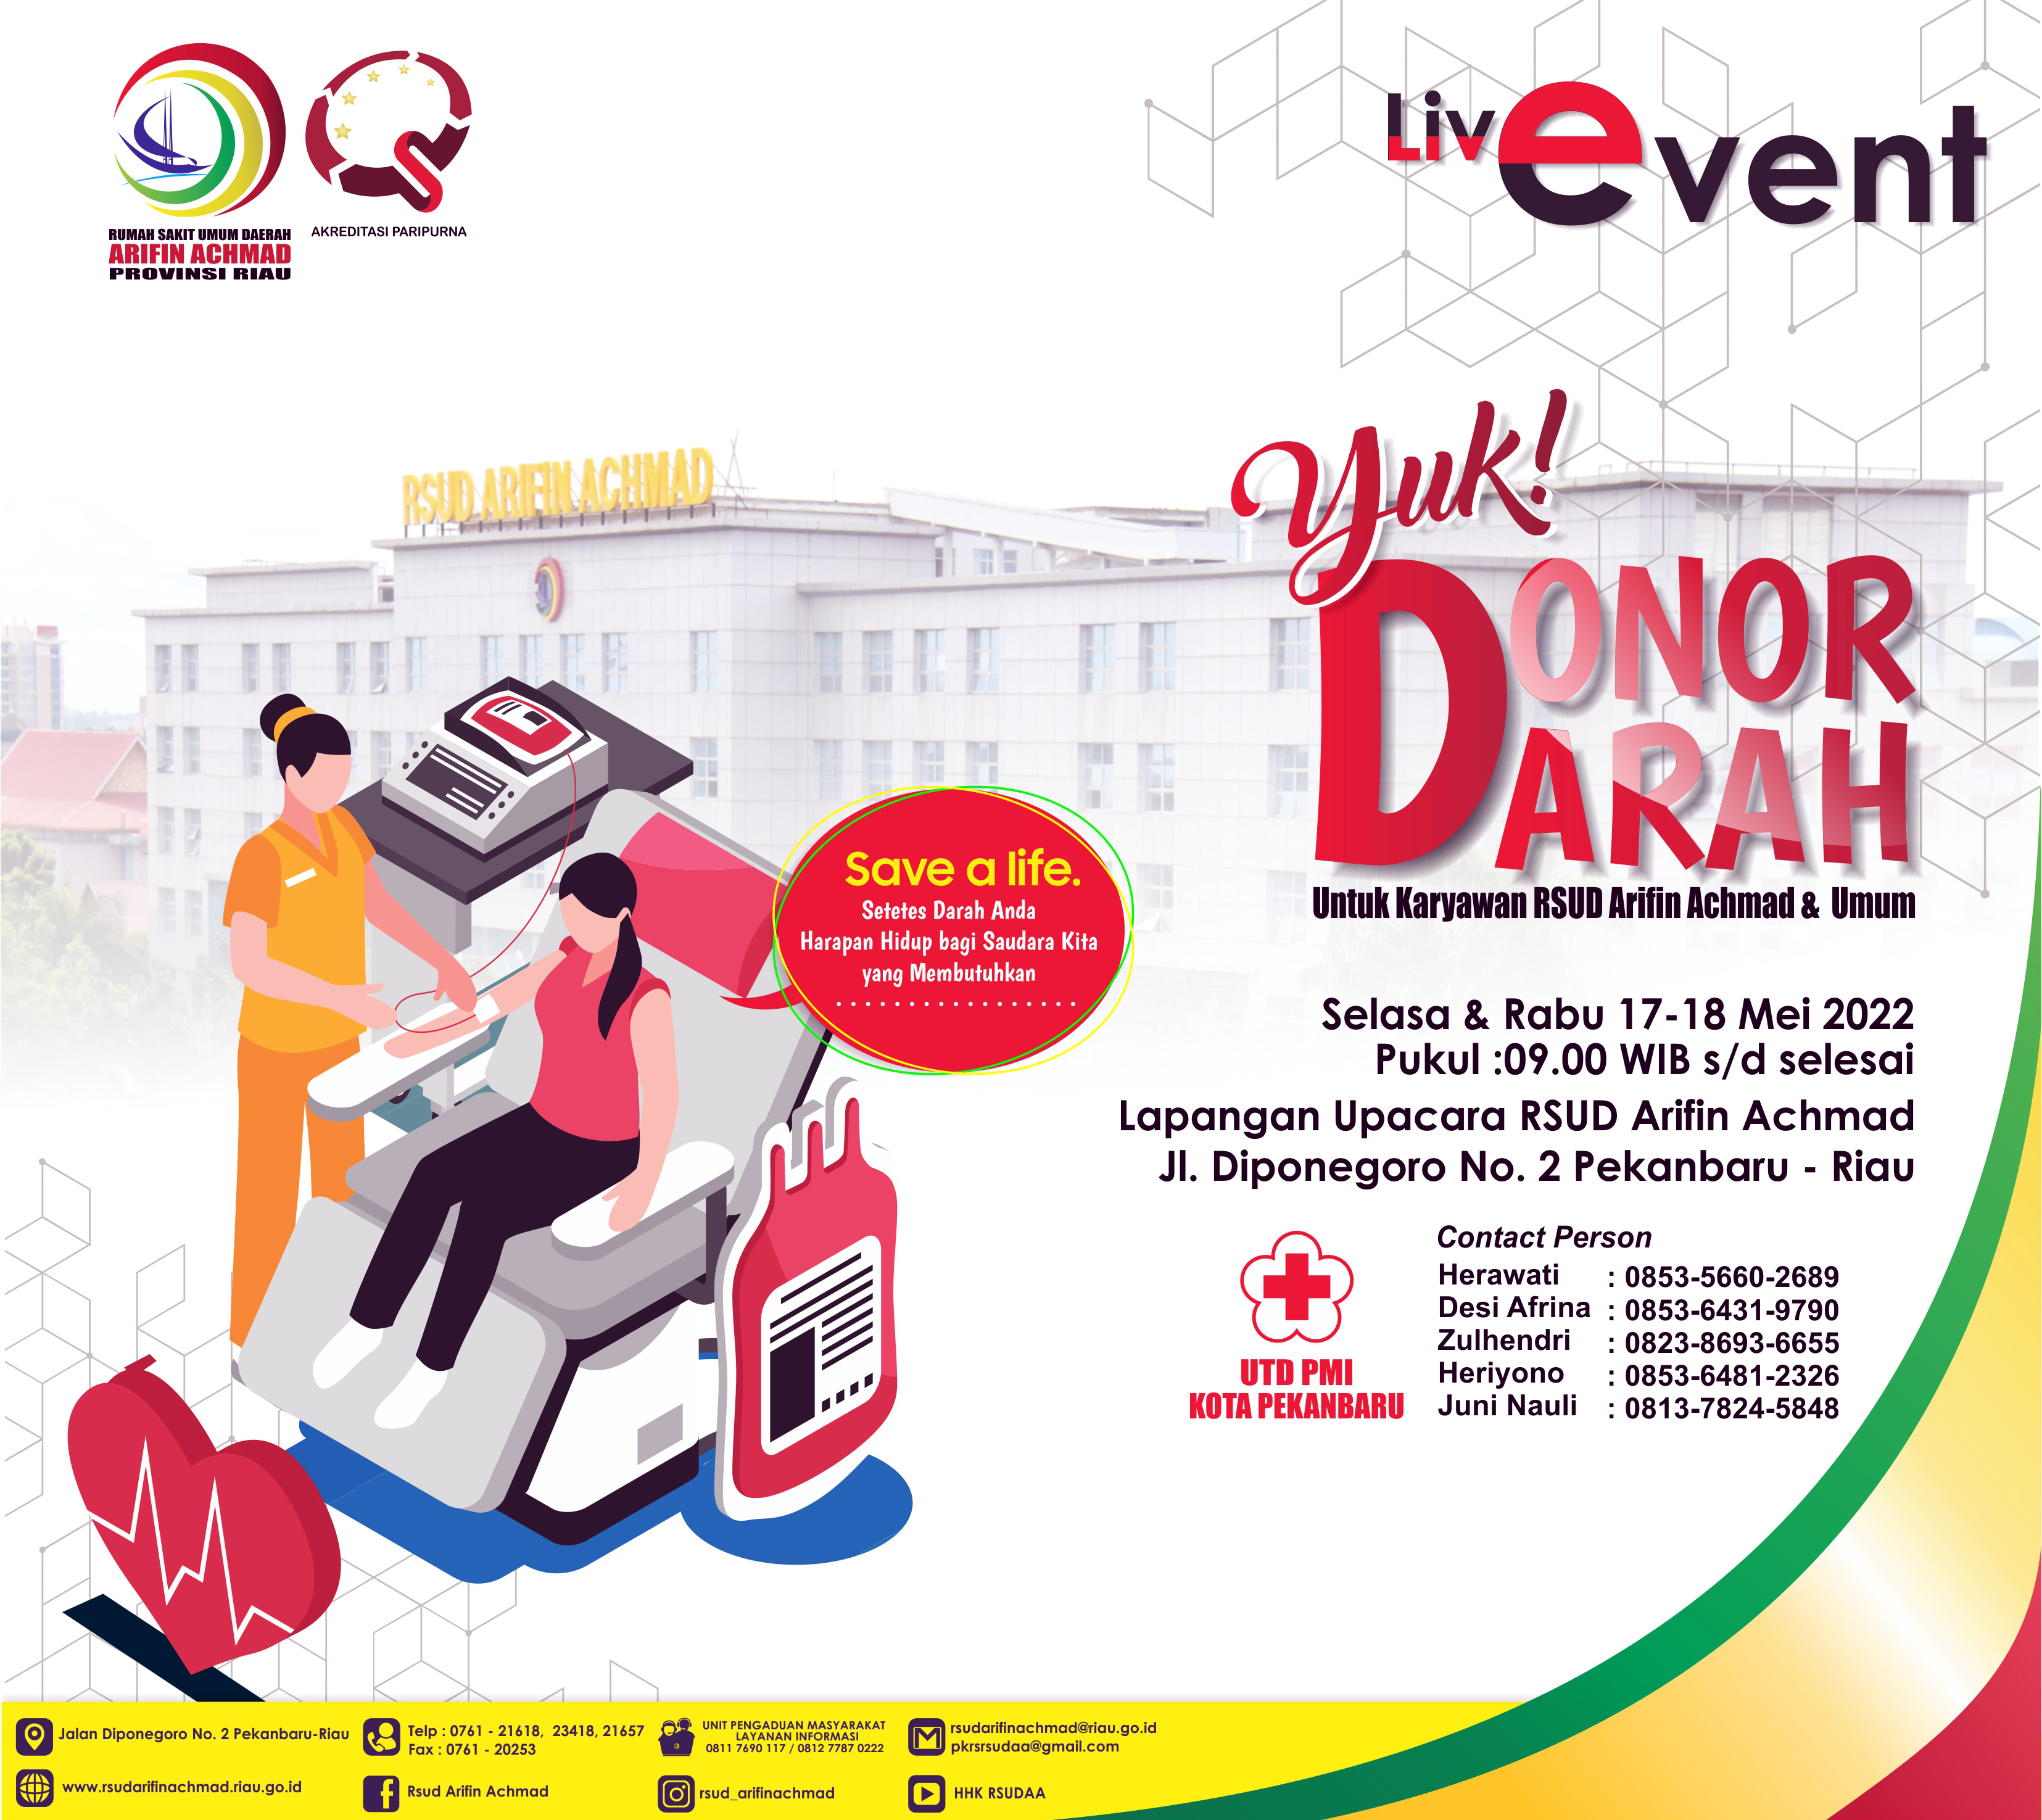 RUMAH SAKIT UMUM DAERAH
ARIFIN ACHMAD
PROVINSI RIAU
AKREDITASI PARIPURNA
Live event
RSUD ARIFIN ACHMAD
Yuk!
DONOR
DARAH
Untuk Karyawan RSUD Arifin Achmad & Umum
Save a life.
Setetes Darah Anda
Harapan Hidup bagi Saudara Kita
yang Membutuhkan
Selasa & Rabu 17-18 Mei 2022
Pukul :09.00 WIB s/d selesai
Lapangan Upacara RSUD Arifin Achmad
Jl. Diponegoro No. 2 Pekanbaru - Riau
UTD PMI
KOTA PEKANBARU
Contact Person
Herawati : 0853-5660-2689
Desi Afrina : 0853-6431-9790
Zulhendri : 0823-8693-6655
Heriyono : 0853-6481-2326
Juni Nauli : 0813-7824-5848
Jalan Diponegoro No. 2 Pekanbaru-Riau
www.rsudarifinachmad.riau.go.id
Telp : 0761 - 21618, 23418, 21657
Fax : 0761 - 20253
Rsud Arifin Achmad
UNIT PENGADUAN MASYARAKAT
LAYANAN INFORMASI
0811 7690 117 / 0812 7787 0222
rsud_arifinachmad
rsudarifinachmad@riau.go.id
pkrsrsudaa@gmail.com
HHK RSUDAA